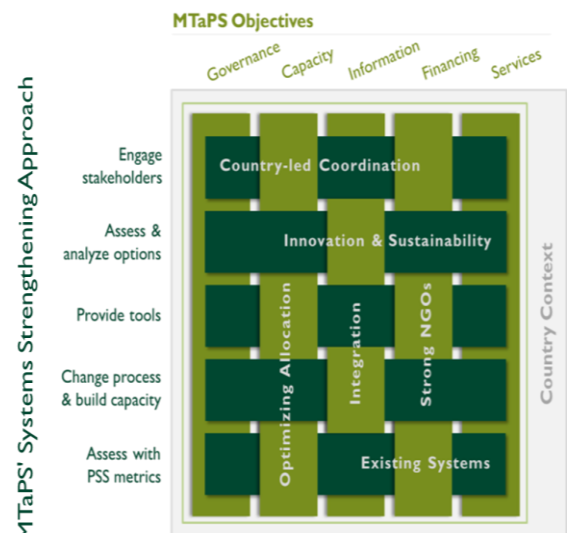 MTaPS Objectives
Governance
Capacity
Information
Financing
Services
MTaPS' Systems Strengthening Approach
Engage
stakeholders
Country-led Coordination
Assess &
analyze options
Innovation & Sustainability
Provide tools
Optimizing Allocation
Integration
Strong NGOs
Country Context
Change process
& build capacity
Assess with
PSS metrics
Existing Systems